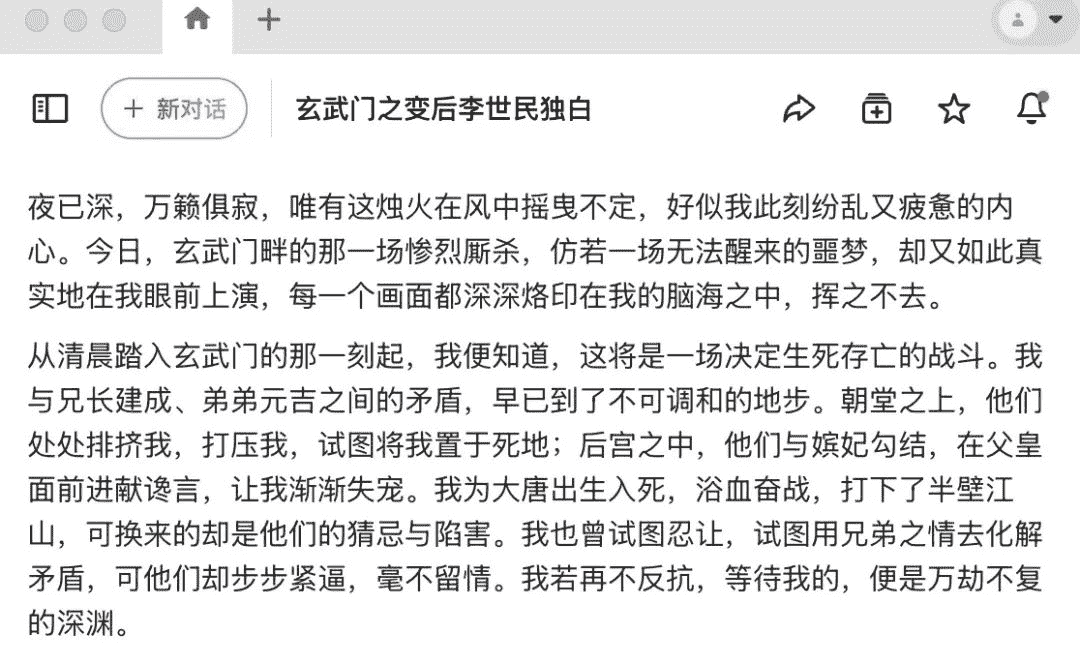 新对话
玄武门之变后李世民独白
夜已深，万籁俱寂，唯有这烛火在风中摇曳不定，好似我此刻纷乱又疲惫的内
心。今日，玄武门畔的那一场惨烈厮杀，仿若一场无法醒来的噩梦，却又如此真
实地在我眼前上演，每一个画面都深深烙印在我的脑海之中，挥之不去。
从清晨踏入玄武门的那一刻起，我便知道，这将是一场决定生死存亡的战斗。我
与兄长建成、弟弟元吉之间的矛盾，早已到了不可调和的地步。朝堂之上，他们
处处排挤我，打压我，试图将我置于死地；后宫之中，他们与嫔妃勾结，在父皇
面前进献谗言，让我渐渐失宠。我为大唐出生入死，浴血奋战，打下了半壁江
山，可换来的却是他们的猜忌与陷害。我也曾试图忍让，试图用兄弟之情去化解
矛盾，可他们却步步紧逼，毫不留情。我若再不反抗，等待我的，便是万劫不复
的深渊。